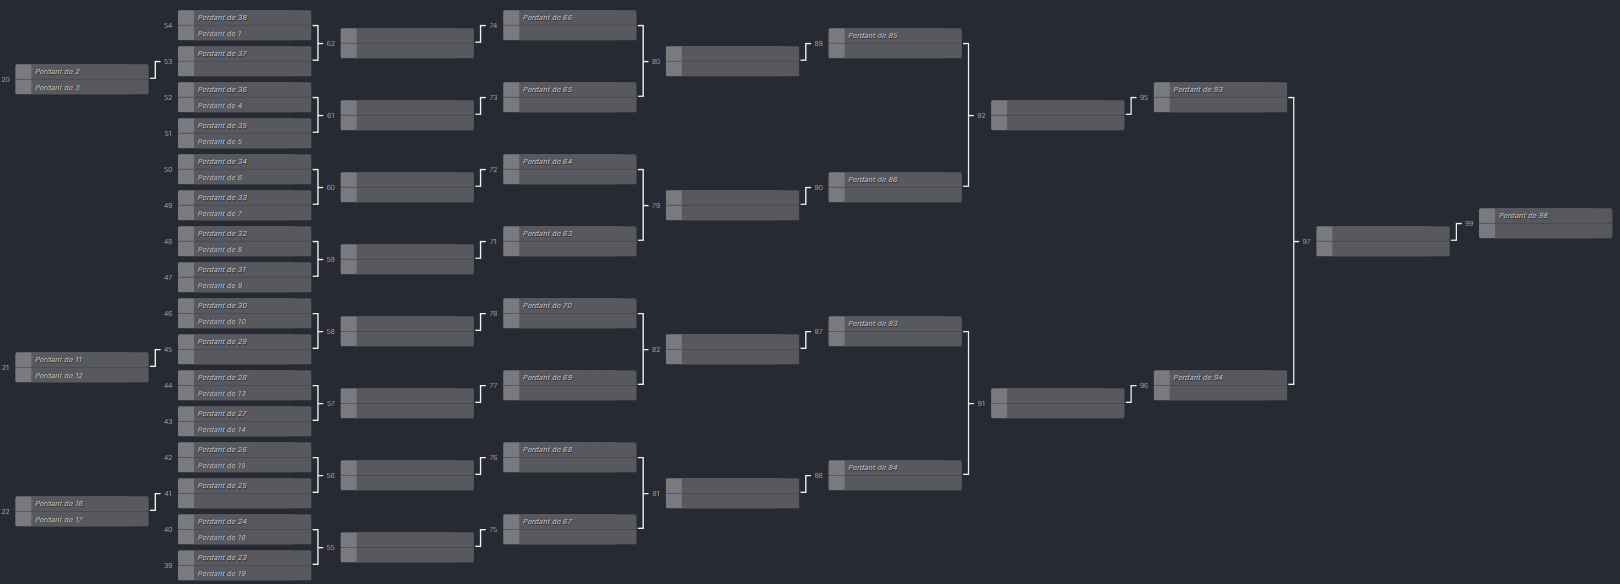 20
Perdant de 2
Perdant de 3
21
Perdant de 11
Perdant de 12
22
Perdant de 16
Perdant de 17
54
Perdant de 38
Perdant de 1
53
Perdant de 37
52
Perdant de 36
Perdant de 4
51
Perdant de 35
Perdant de 5
50
Perdant de 34
Perdant de 6
49
Perdant de 33
Perdant de 7
48
Perdant de 32
Perdant de 8
47
Perdant de 31
Perdant de 9
46
Perdant de 30
Perdant de 10
45
Perdant de 29
44
Perdant de 28
Perdant de 13
43
Perdant de 27
Perdant de 14
42
Perdant de 26
Perdant de 15
41
Perdant de 25
40
Perdant de 24
Perdant de 18
39
Perdant de 23
Perdant de 19
62
61
60
59
58
57
56
55
74
Perdant de 66
73
Perdant de 65
72
Perdant de 64
71
Perdant de 63
78
Perdant de 70
77
Perdant de 69
76
Perdant de 68
75
Perdant de 67
80
79
82
81
89
Perdant de 85
90
Perdant de 86
87
Perdant de 83
88
Perdant de 84
92
91
95
Perdant de 93
96
Perdant de 94
97
99
Perdant de 98